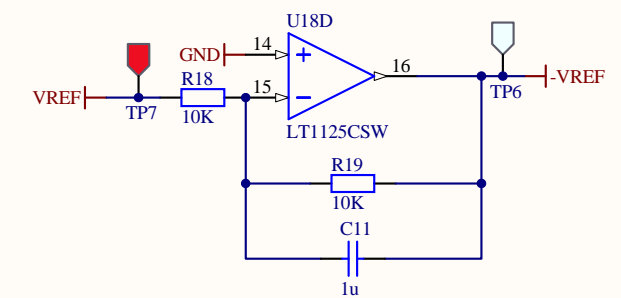 U18D
GND 14
+
16
VREF
TP7
R18
10K
15
−
TP6
-VREF
LT1125CSW
R19
10K
C11
1u